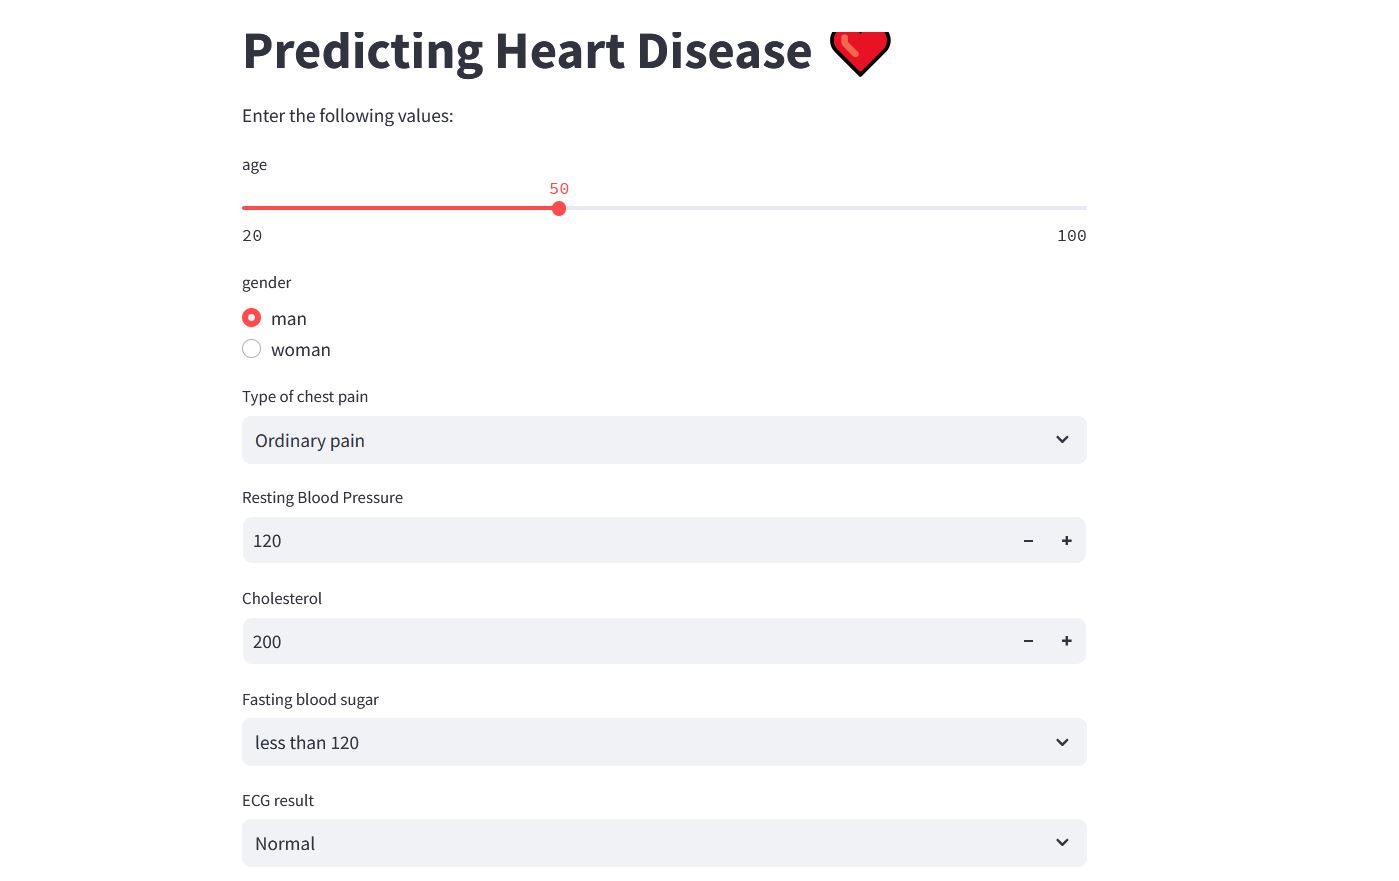 Predicting Heart Disease
Enter the following values:
age
50
20 100
gender
man
woman
Type of chest pain
Ordinary pain
Resting Blood Pressure
120 − +
Cholesterol
200 − +
Fasting blood sugar
less than 120
ECG result
Normal